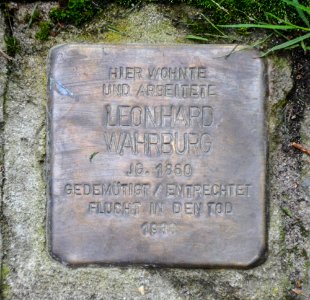 HIER WOHNTE
UND ARBEITETE
LEONHARD
WAHRBURG
JG. 1860
GEDEMÜTIGT / ENTRECHTET
FLUCHT IN DEN TOD